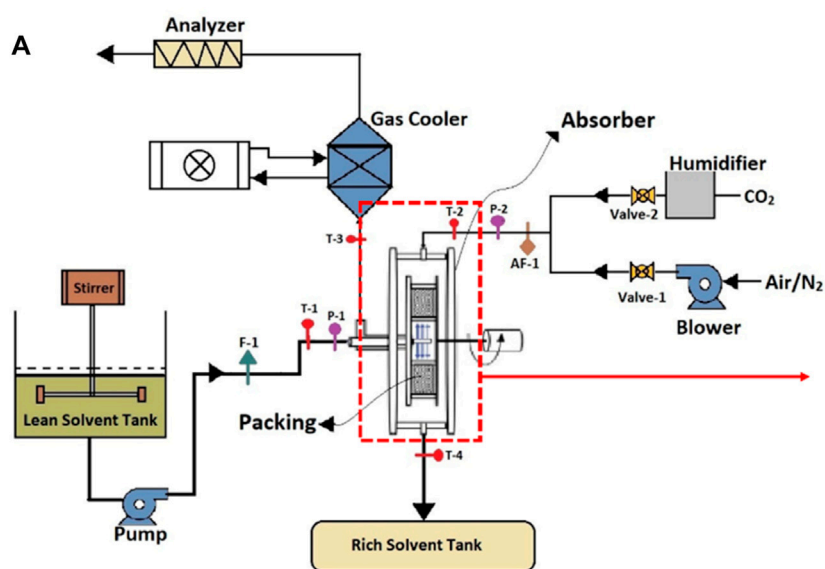 A
Analyzer
Gas Cooler
Absorber
Humidifier
CO₂
Valve-2
T-2
P-2
AF-1
T-3
Air/N₂
Valve-1
Blower
Stirrer
T-1
P-1
F-1
Lean Solvent Tank
Packing
T-4
Pump
Rich Solvent Tank